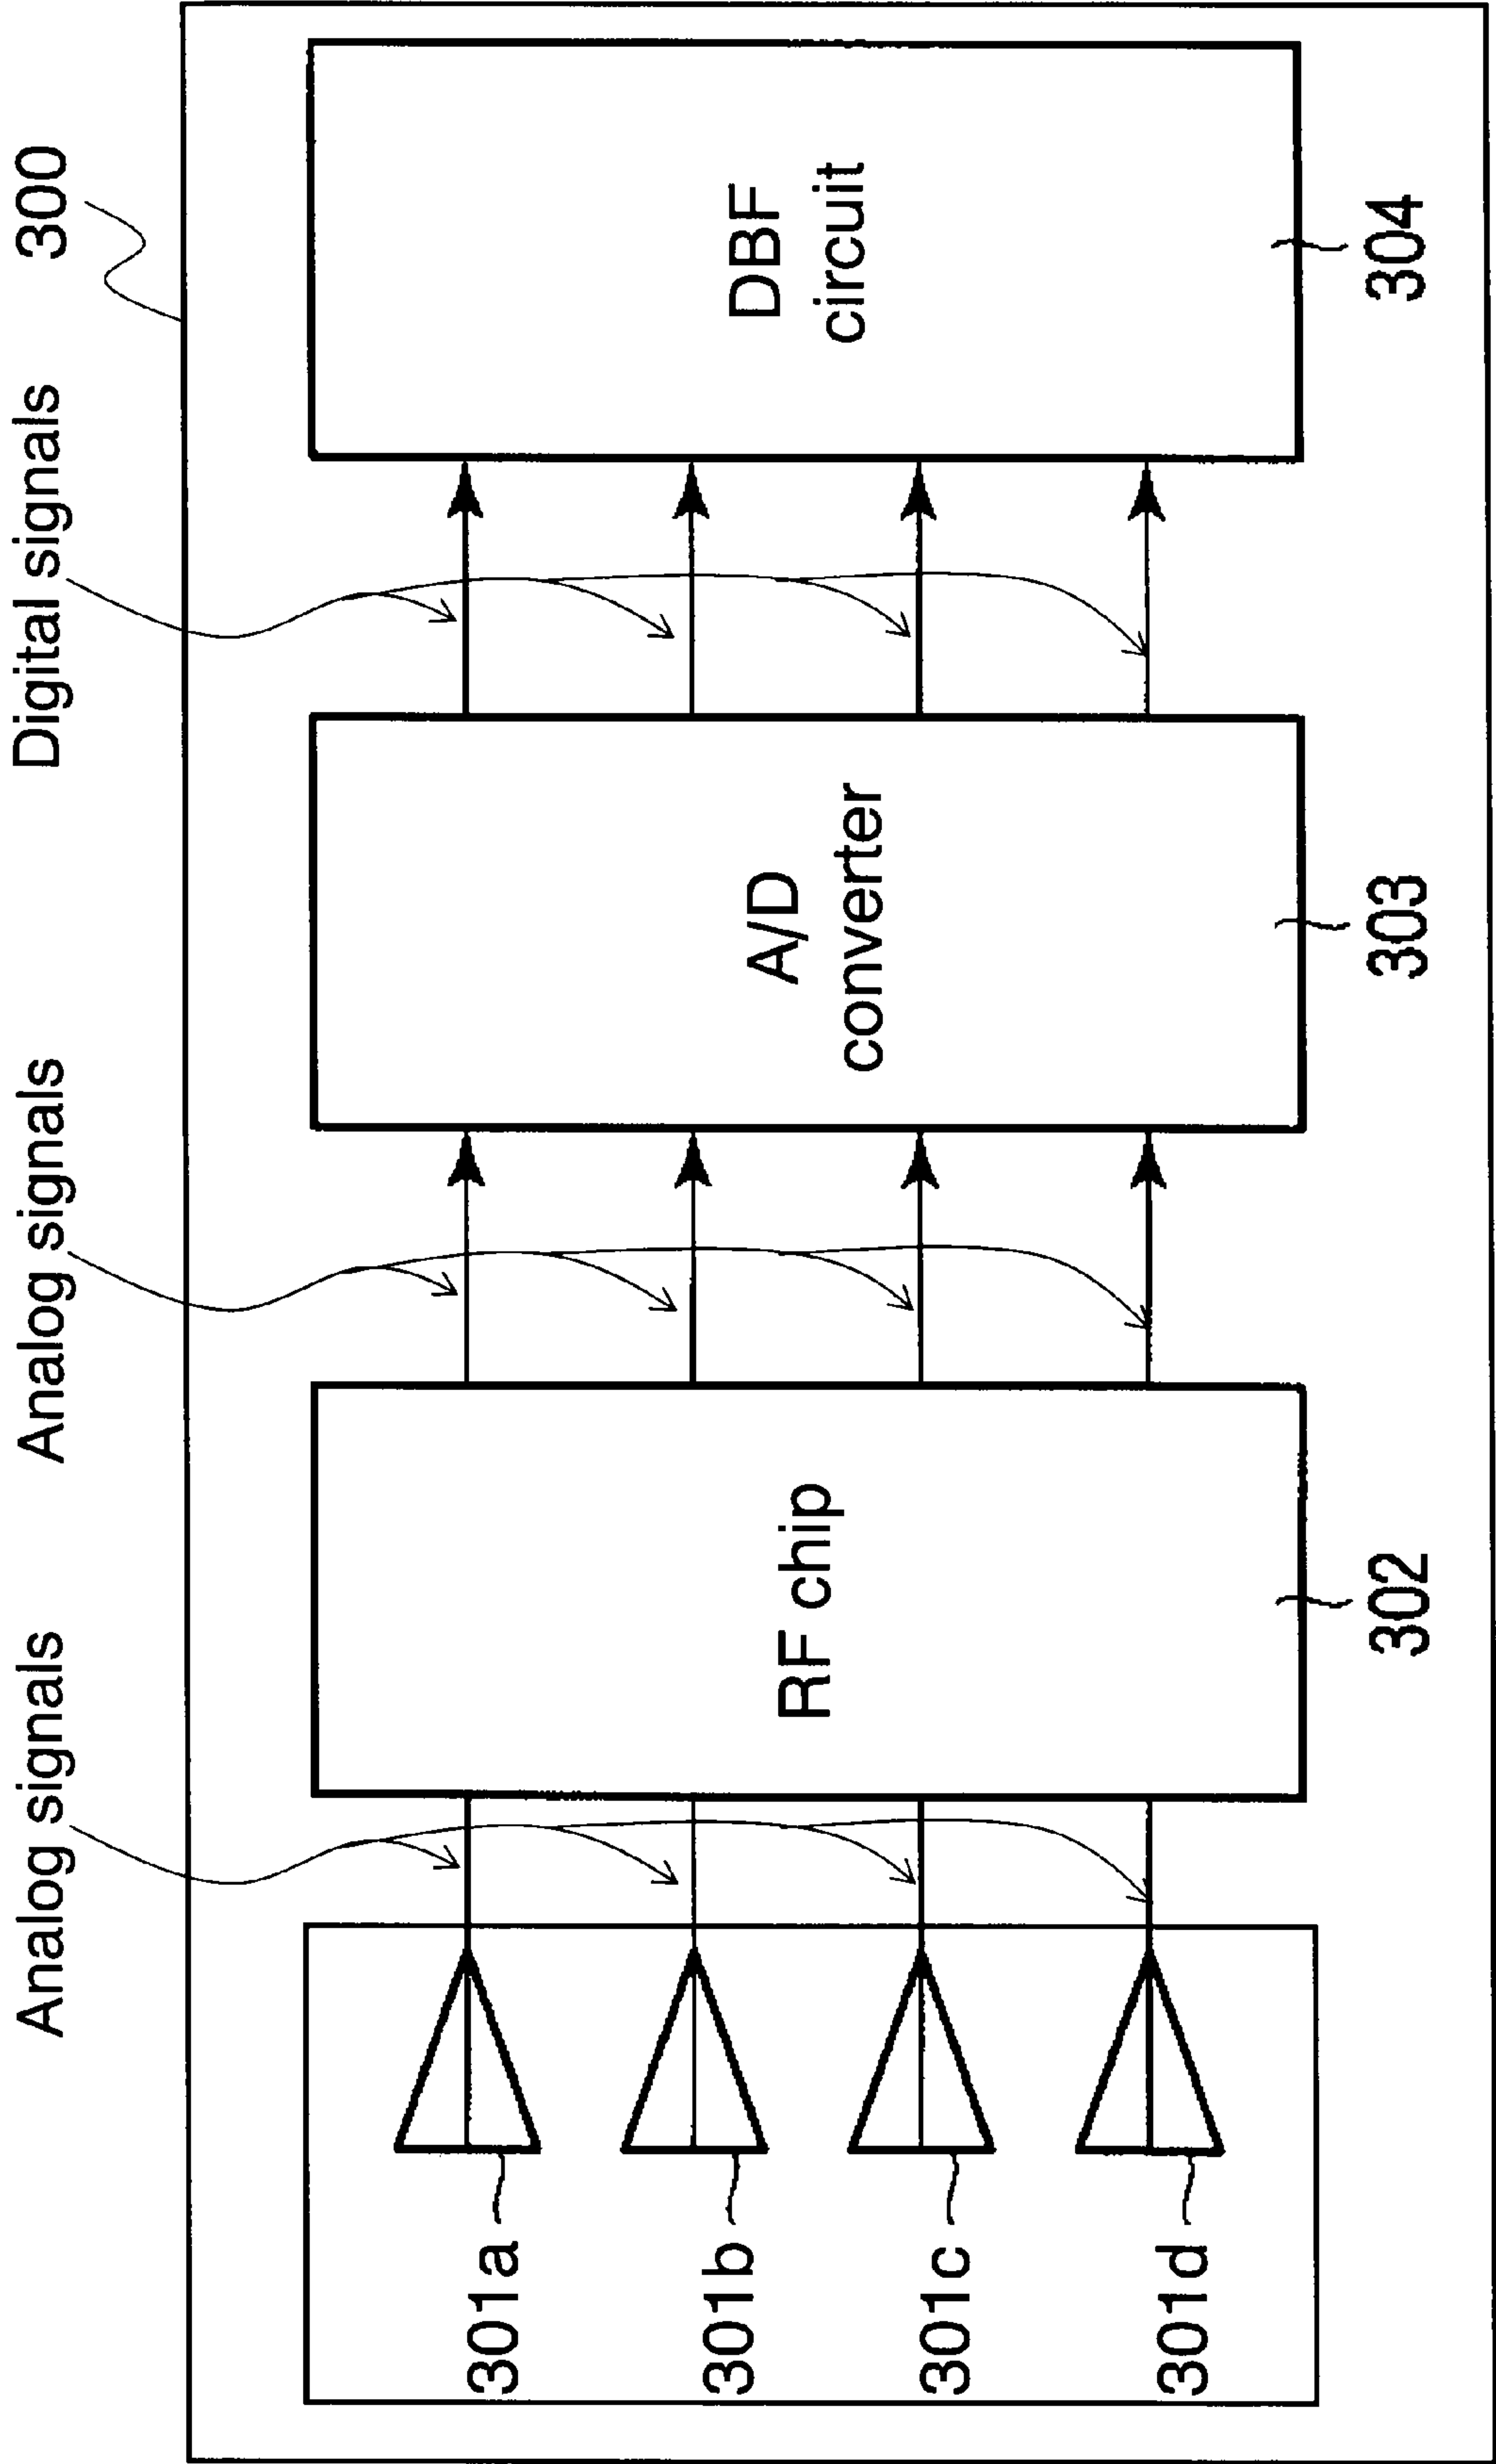 Analog signals
Analog signals
Digital signals
300
301a
301b
301c
301d
RF chip
302
A/D
converter
303
DBF
circuit
304